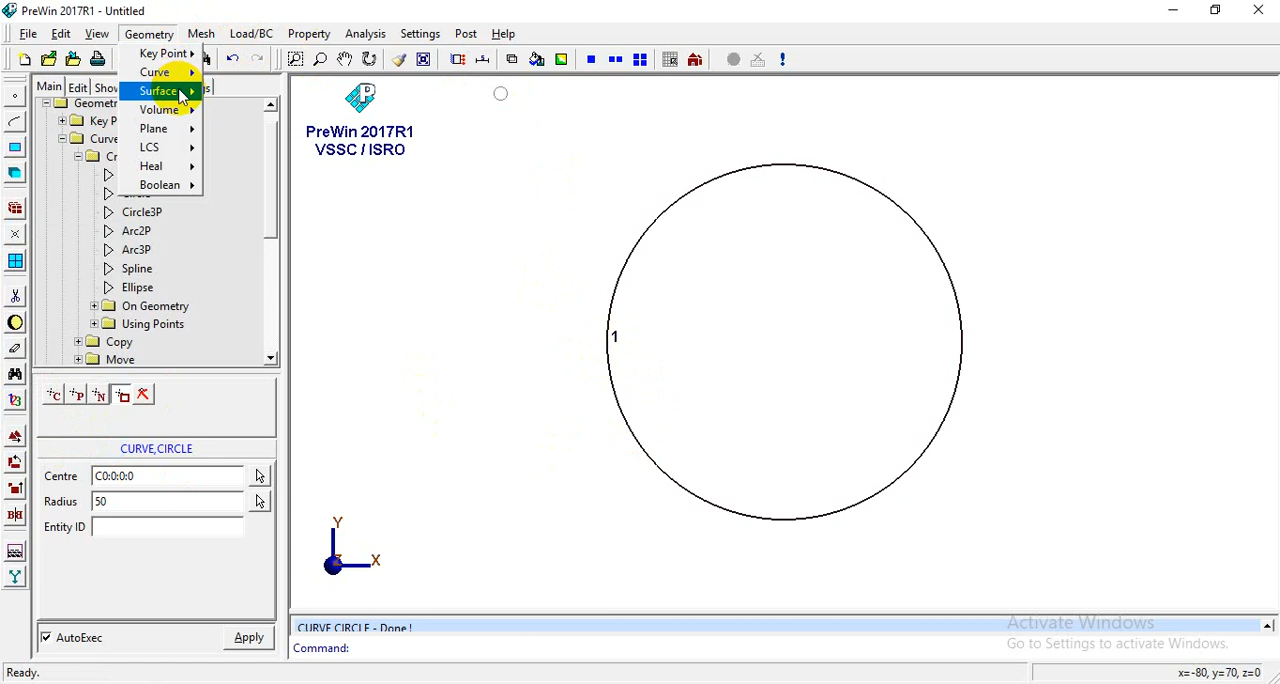 PreWin 2017R1 - Untitled
File Edit View Geometry Mesh Load/BC Property Analysis Settings Post Help
Key Point
Curve
Surface
Volume
Plane
LCS
Heal
Boolean
Main Edit
Geomet
Key P
Curve
Cr
Circle3P
Arc2P
Arc3P
Spline
Ellipse
On Geometry
Using Points
Copy
Move
C P N
CURVE,CIRCLE
Centre C0:0:0:0
Radius 50
Entity ID
AutoExec Apply
PreWin 2017R1
VSSC / ISRO
1
Y
Z X
CURVE CIRCLE - Done !
Command:
Activate Windows
Go to Settings to activate Windows.
Ready. x=-80, y=70, z=0